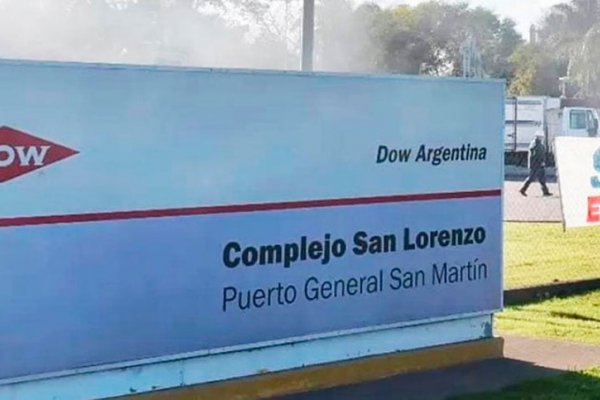 OW
Dow Argentina
Complejo San Lorenzo
Puerto General San Martín
S